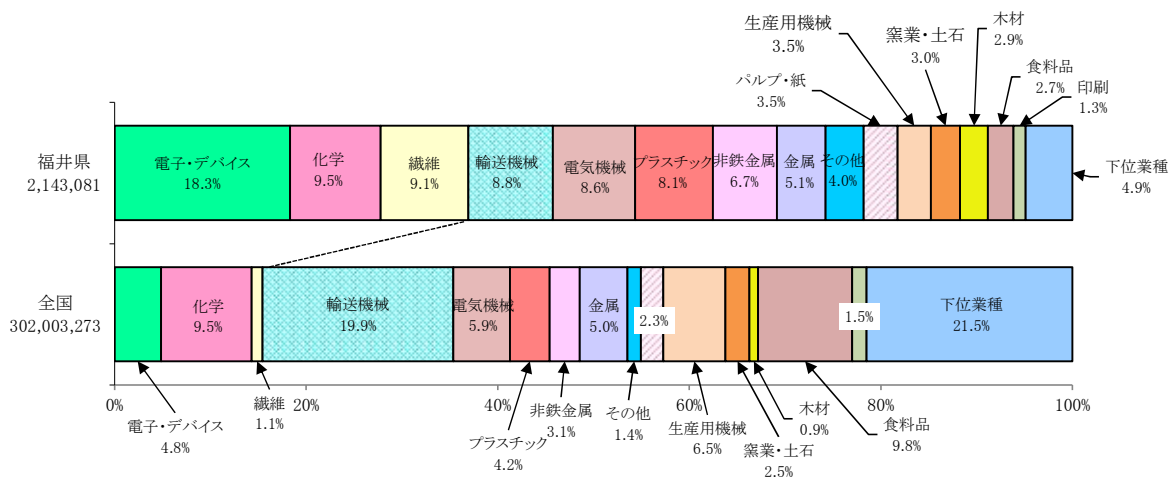 生産用機械
3.5%
窯業・土石
3.0%
木材
2.9%
パルプ・紙
3.5%
食料品
2.7%
印刷
1.3%
福井県
2,143,081
電子・デバイス
18.3%
化学
9.5%
繊維
9.1%
輸送機械
8.8%
電気機械
8.6%
プラスチック
8.1%
非鉄金属
6.7%
金属
5.1%
その他
4.0%
下位業種
4.9%
全国
302,003,273
化学
9.5%
輸送機械
19.9%
電気機械
5.9%
金属
5.0%
2.3%
1.5%
下位業種
21.5%
0%
20%
40%
60%
80%
100%
電子・デバイス
4.8%
繊維
1.1%
プラスチック
4.2%
非鉄金属
3.1%
その他
1.4%
生産用機械
6.5%
窯業・土石
2.5%
木材
0.9%
食料品
9.8%